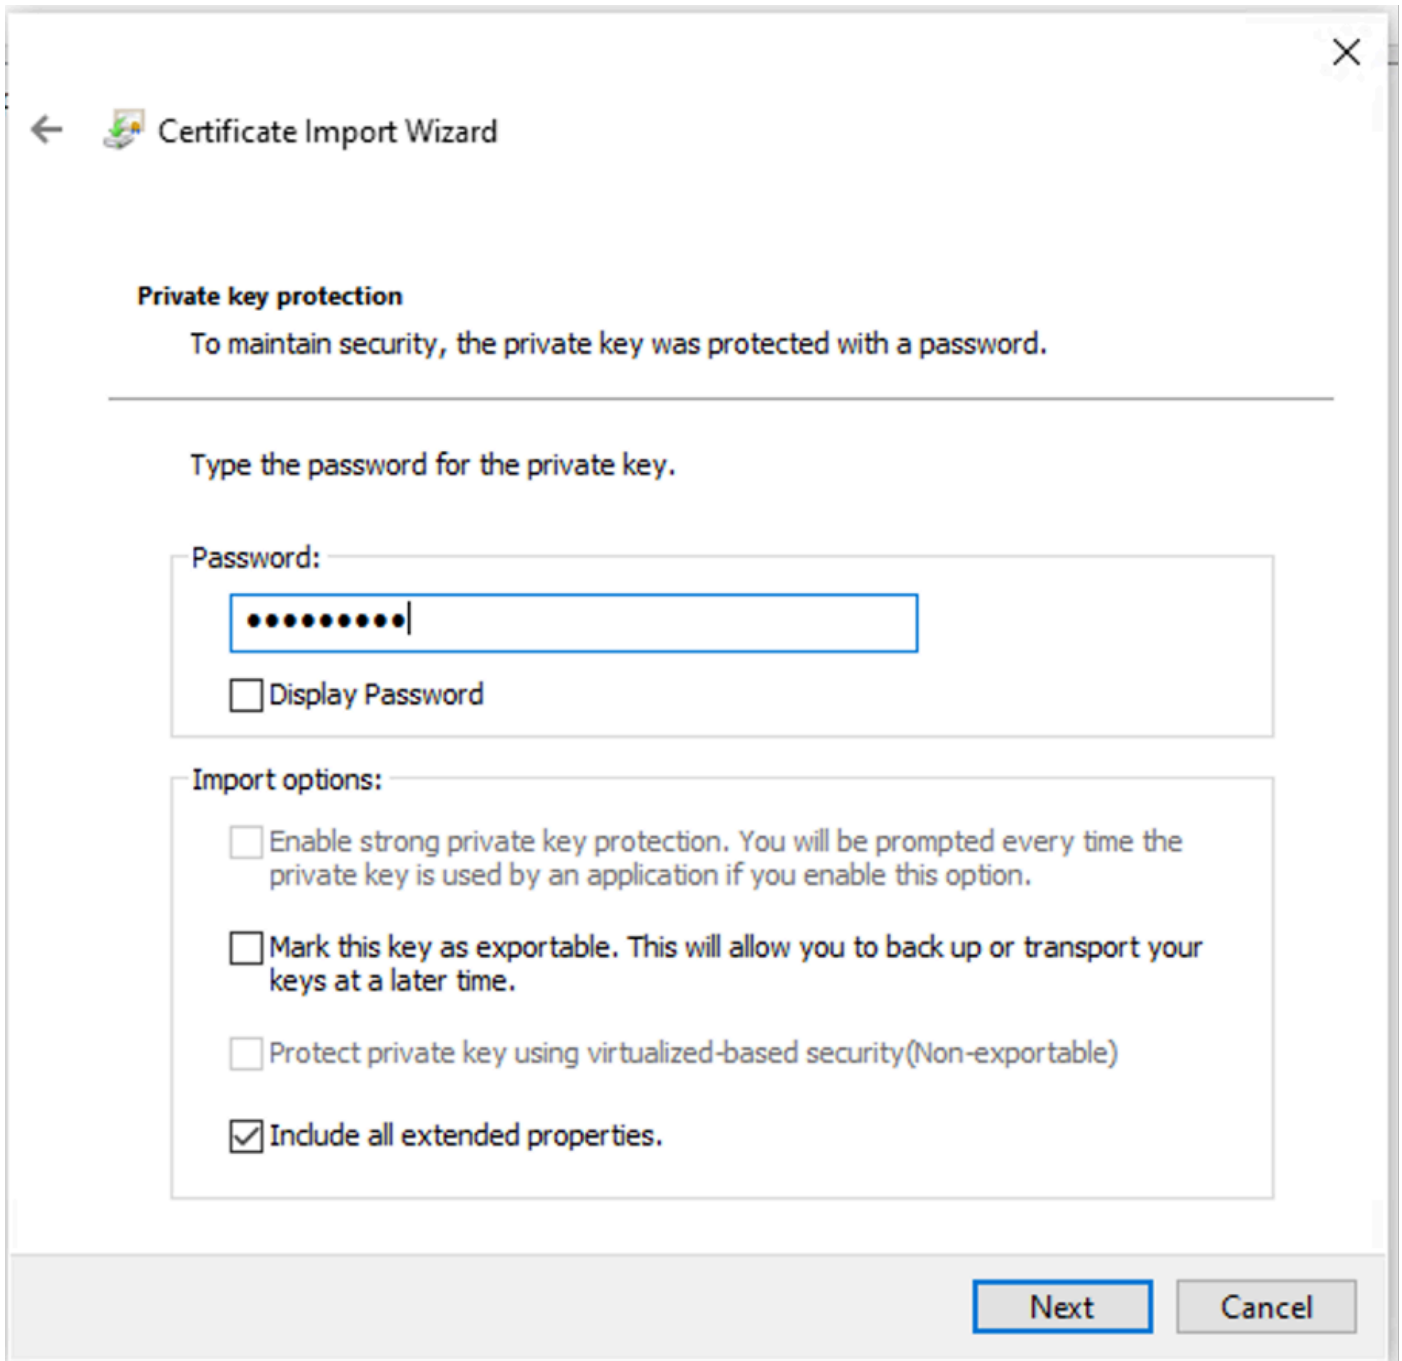 Certificate Import Wizard
Private key protection
To maintain security, the private key was protected with a password.
Type the password for the private key.
Password:
●●●●●●●●●
Display Password
Import options:
Enable strong private key protection. You will be prompted every time the
private key is used by an application if you enable this option.
Mark this key as exportable. This will allow you to back up or transport your
keys at a later time.
Protect private key using virtualized-based security(Non-exportable)
Include all extended properties.
Next
Cancel